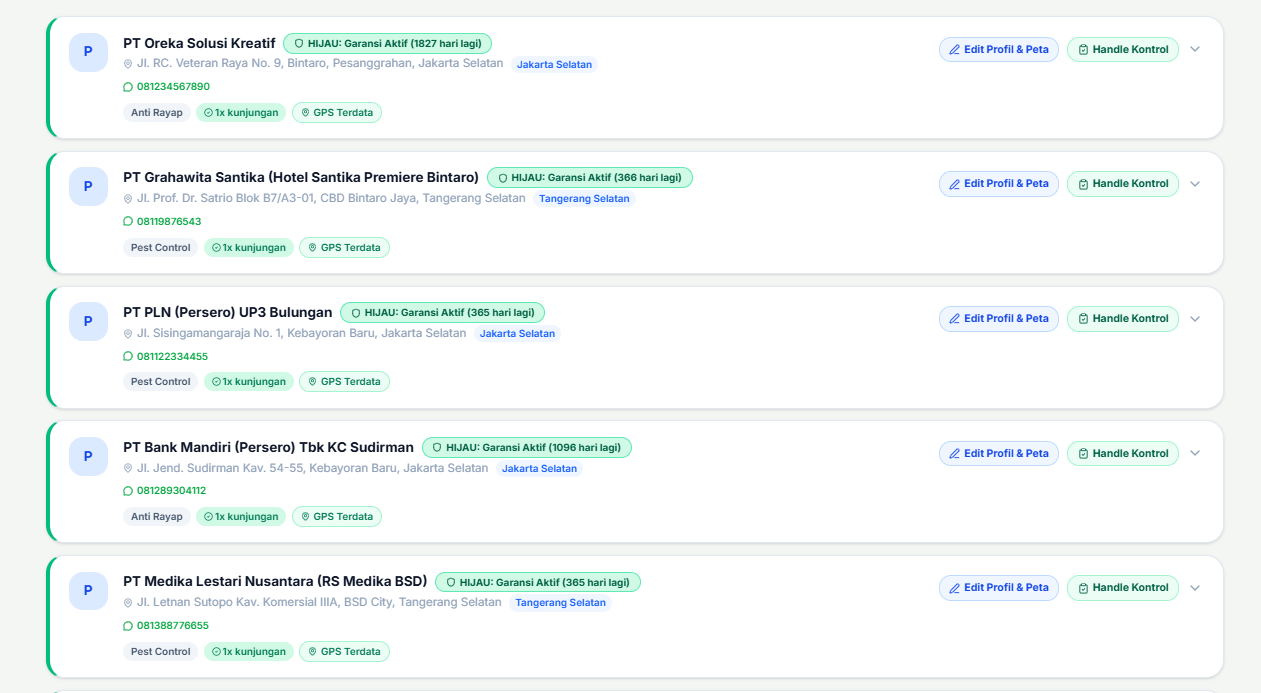 P
PT Oreka Solusi Kreatif HIJAU: Garansi Aktif (1827 hari lagi)
Jl. RC. Veteran Raya No. 9, Bintaro, Pesanggrahan, Jakarta Selatan Jakarta Selatan
081234567890
Anti Rayap 1x kunjungan GPS Terdata
Edit Profil & Peta Handle Kontrol
P
PT Grahawita Santika (Hotel Santika Premiere Bintaro) HIJAU: Garansi Aktif (366 hari lagi)
Jl. Prof. Dr. Satrio Blok B7/A3-01, CBD Bintaro Jaya, Tangerang Selatan Tangerang Selatan
08119876543
Pest Control 1x kunjungan GPS Terdata
Edit Profil & Peta Handle Kontrol
P
PT PLN (Persero) UP3 Bulungan HIJAU: Garansi Aktif (365 hari lagi)
Jl. Sisingamangaraja No. 1, Kebayoran Baru, Jakarta Selatan Jakarta Selatan
081122334455
Pest Control 1x kunjungan GPS Terdata
Edit Profil & Peta Handle Kontrol
P
PT Bank Mandiri (Persero) Tbk KC Sudirman HIJAU: Garansi Aktif (1096 hari lagi)
Jl. Jend. Sudirman Kav. 54-55, Kebayoran Baru, Jakarta Selatan Jakarta Selatan
081289304112
Anti Rayap 1x kunjungan GPS Terdata
Edit Profil & Peta Handle Kontrol
P
PT Medika Lestari Nusantara (RS Medika BSD) HIJAU: Garansi Aktif (365 hari lagi)
Jl. Letnan Sutopo Kav. Komersial IIIA, BSD City, Tangerang Selatan Tangerang Selatan
081388776655
Pest Control 1x kunjungan GPS Terdata
Edit Profil & Peta Handle Kontrol